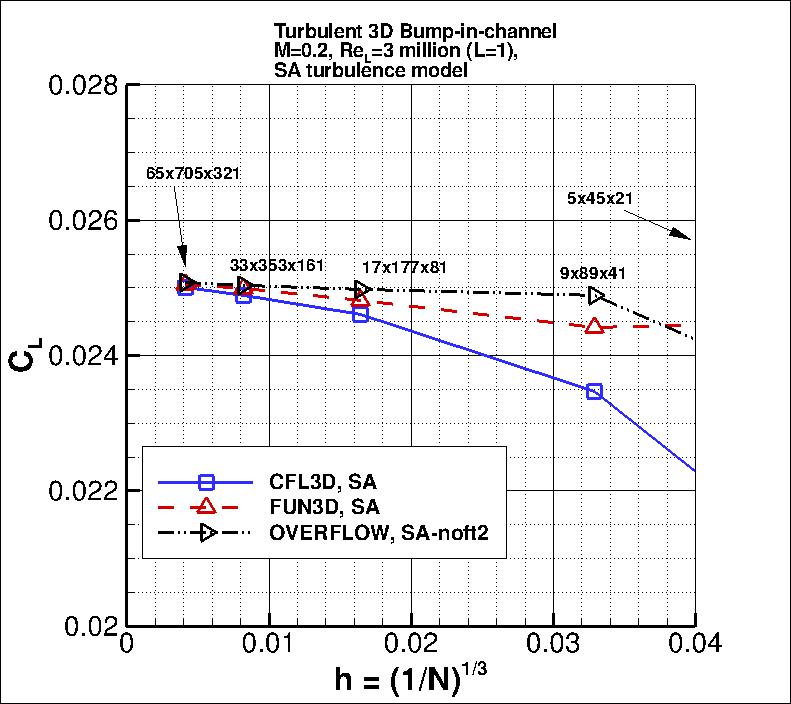 Turbulent 3D Bump-in-channel
M=0.2, Re_L=3 million (L=1),
SA turbulence model
0.028
65x705x321
5x45x21
0.026
33x353x161
17x177x81
9x89x41
C_L
0.024
CFL3D, SA
0.022
FUN3D, SA
OVERFLOW, SA-noft2
0.02
0 0.01 0.02 0.03 0.04
h = (1/N)^1/3